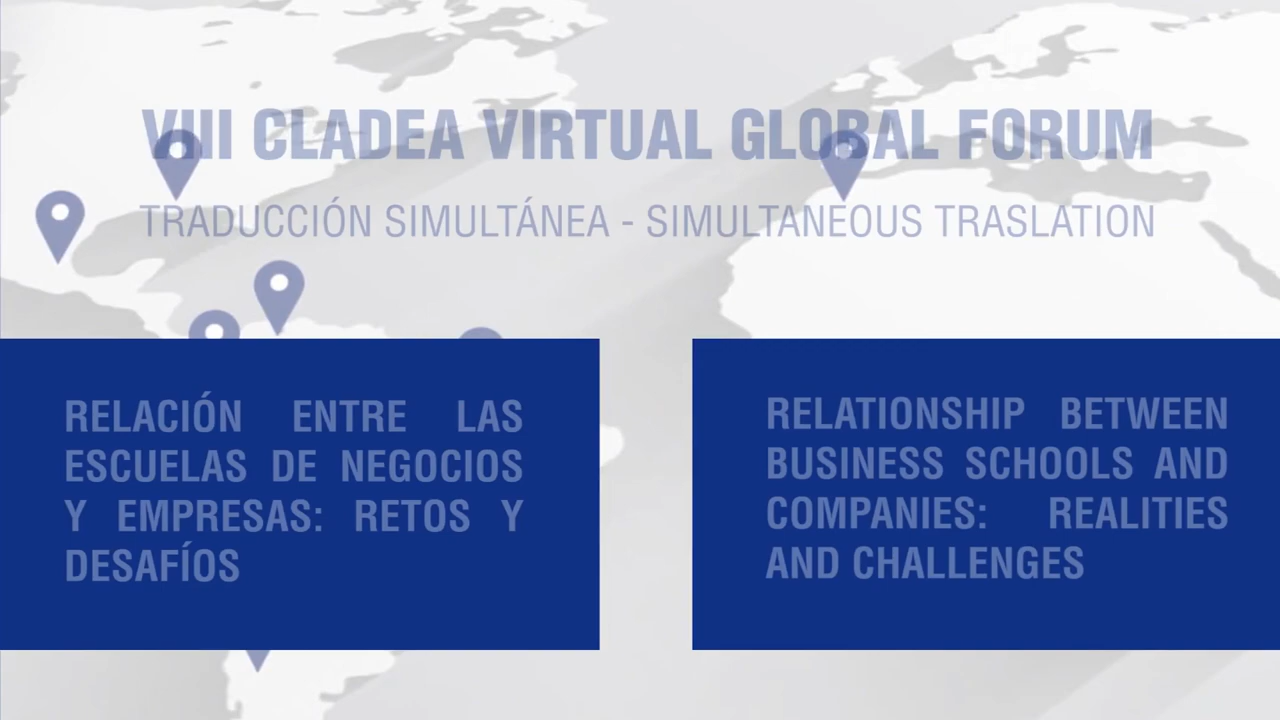 VIII CLADEA VIRTUAL GLOBAL FORUM
TRADUCCIÓN SIMULTÁNEA - SIMULTANEOUS TRASLATION
RELACIÓN ENTRE LAS
ESCUELAS DE NEGOCIOS
Y EMPRESAS: RETOS Y
DESAFÍOS
RELATIONSHIP BETWEEN
BUSINESS SCHOOLS AND
COMPANIES: REALITIES
AND CHALLENGES